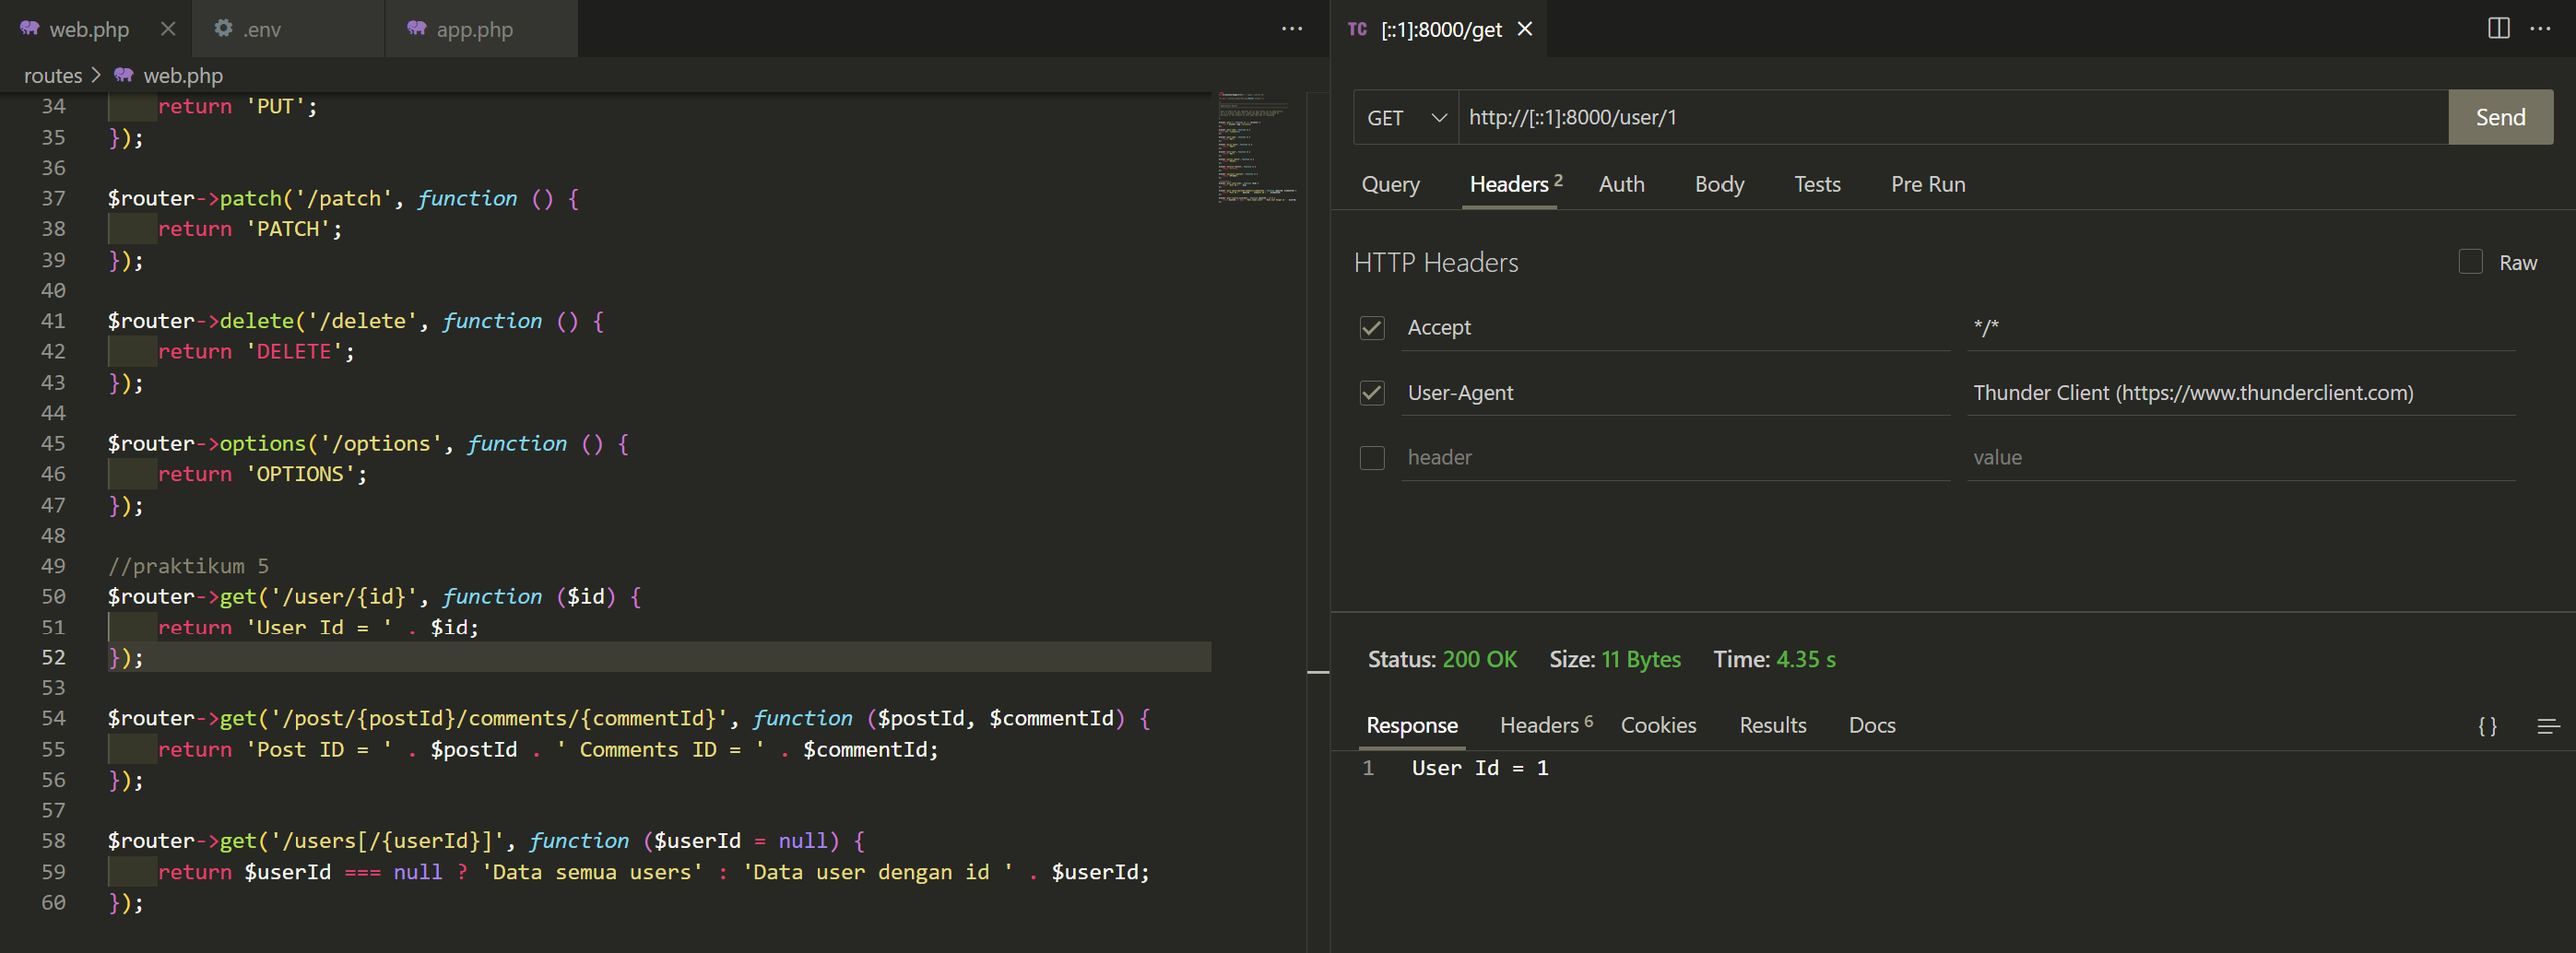 web.php
.env
app.php
...
TC [::1]:8000/get
...
routes > web.php
34 return 'PUT';
35 });
36
37 $router->patch('/patch', function () {
38 return 'PATCH';
39 });
40
41 $router->delete('/delete', function () {
42 return 'DELETE';
43 });
44
45 $router->options('/options', function () {
46 return 'OPTIONS';
47 });
48
49 //praktikum 5
50 $router->get('/user/{id}', function ($id) {
51 return 'User Id = ' . $id;
52 });
53
54 $router->get('/post/{postId}/comments/{commentId}', function ($postId, $commentId) {
55 return 'Post ID = ' . $postId . ' Comments ID = ' . $commentId;
56 });
57
58 $router->get('/users[/{userId}]', function ($userId = null) {
59 return $userId === null ? 'Data semua users' : 'Data user dengan id ' . $userId;
60 });
GET http://[::1]:8000/user/1 Send
Query Headers 2 Auth Body Tests Pre Run
HTTP Headers Raw
Accept */*
User-Agent Thunder Client (https://www.thunderclient.com)
header value
Status: 200 OK Size: 11 Bytes Time: 4.35 s
Response Headers 6 Cookies Results Docs { }
1 User Id = 1